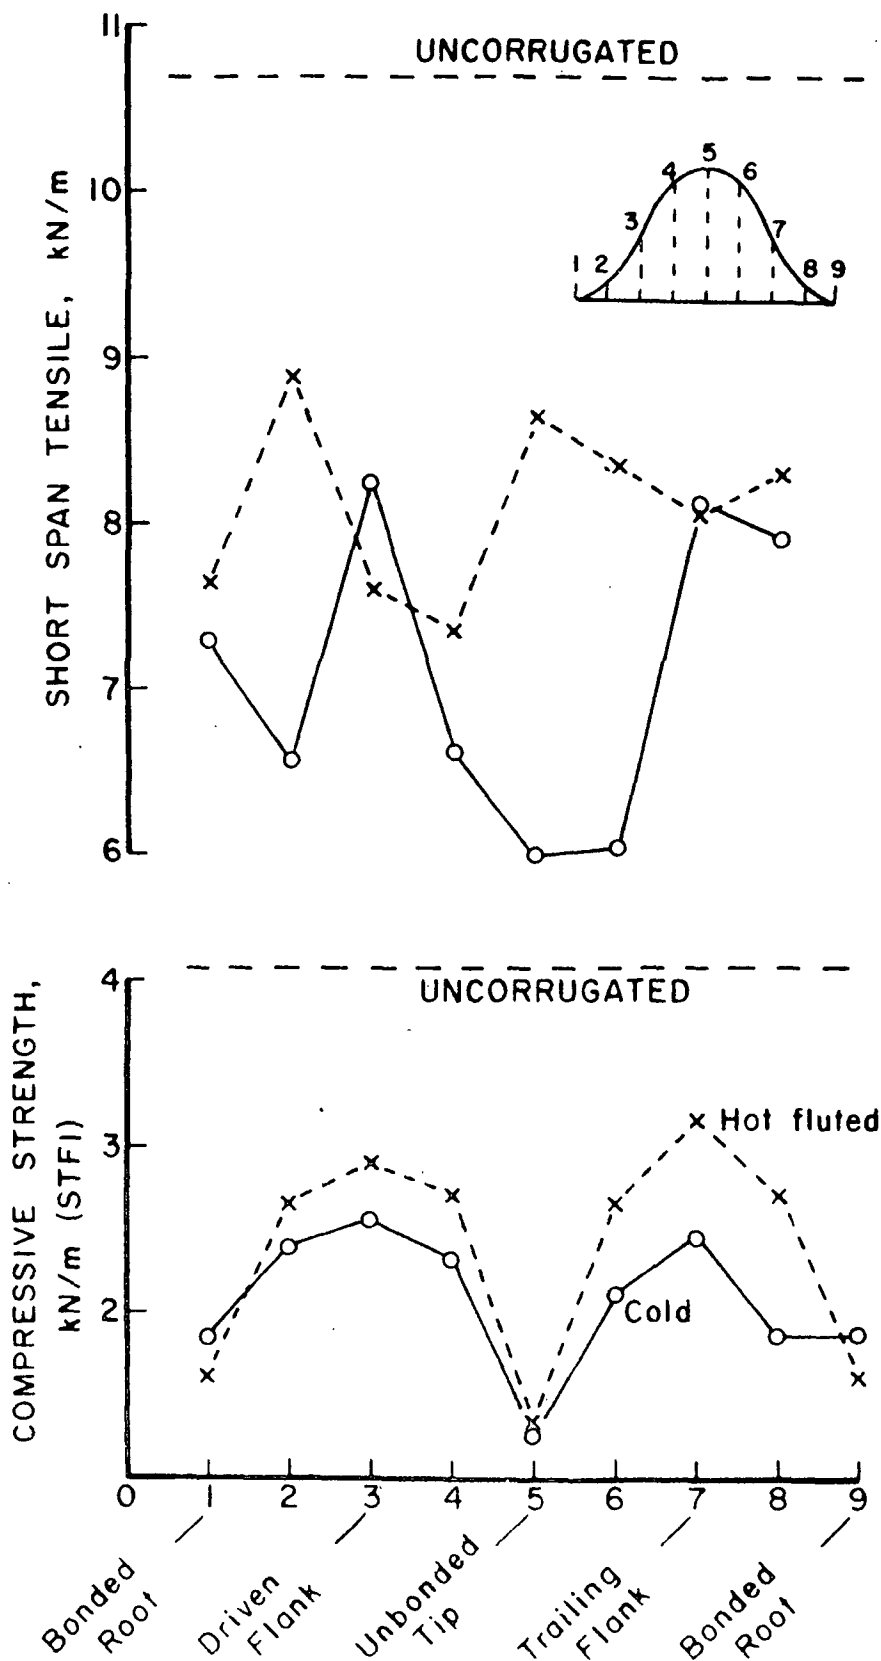 11
UNCORRUGATED
10
9
8
7
6
SHORT SPAN TENSILE, kN/m
1 2 3 4 5 6 7 8 9
4
UNCORRUGATED
3
2
COMPRESSIVE STRENGTH,
kN/m (STFI)
Hot fluted
Cold
0 1 2 3 4 5 6 7 8 9
Bonded
Root
Driven
Flank
Unbonded
Tip
Trailing
Flank
Bonded
Root